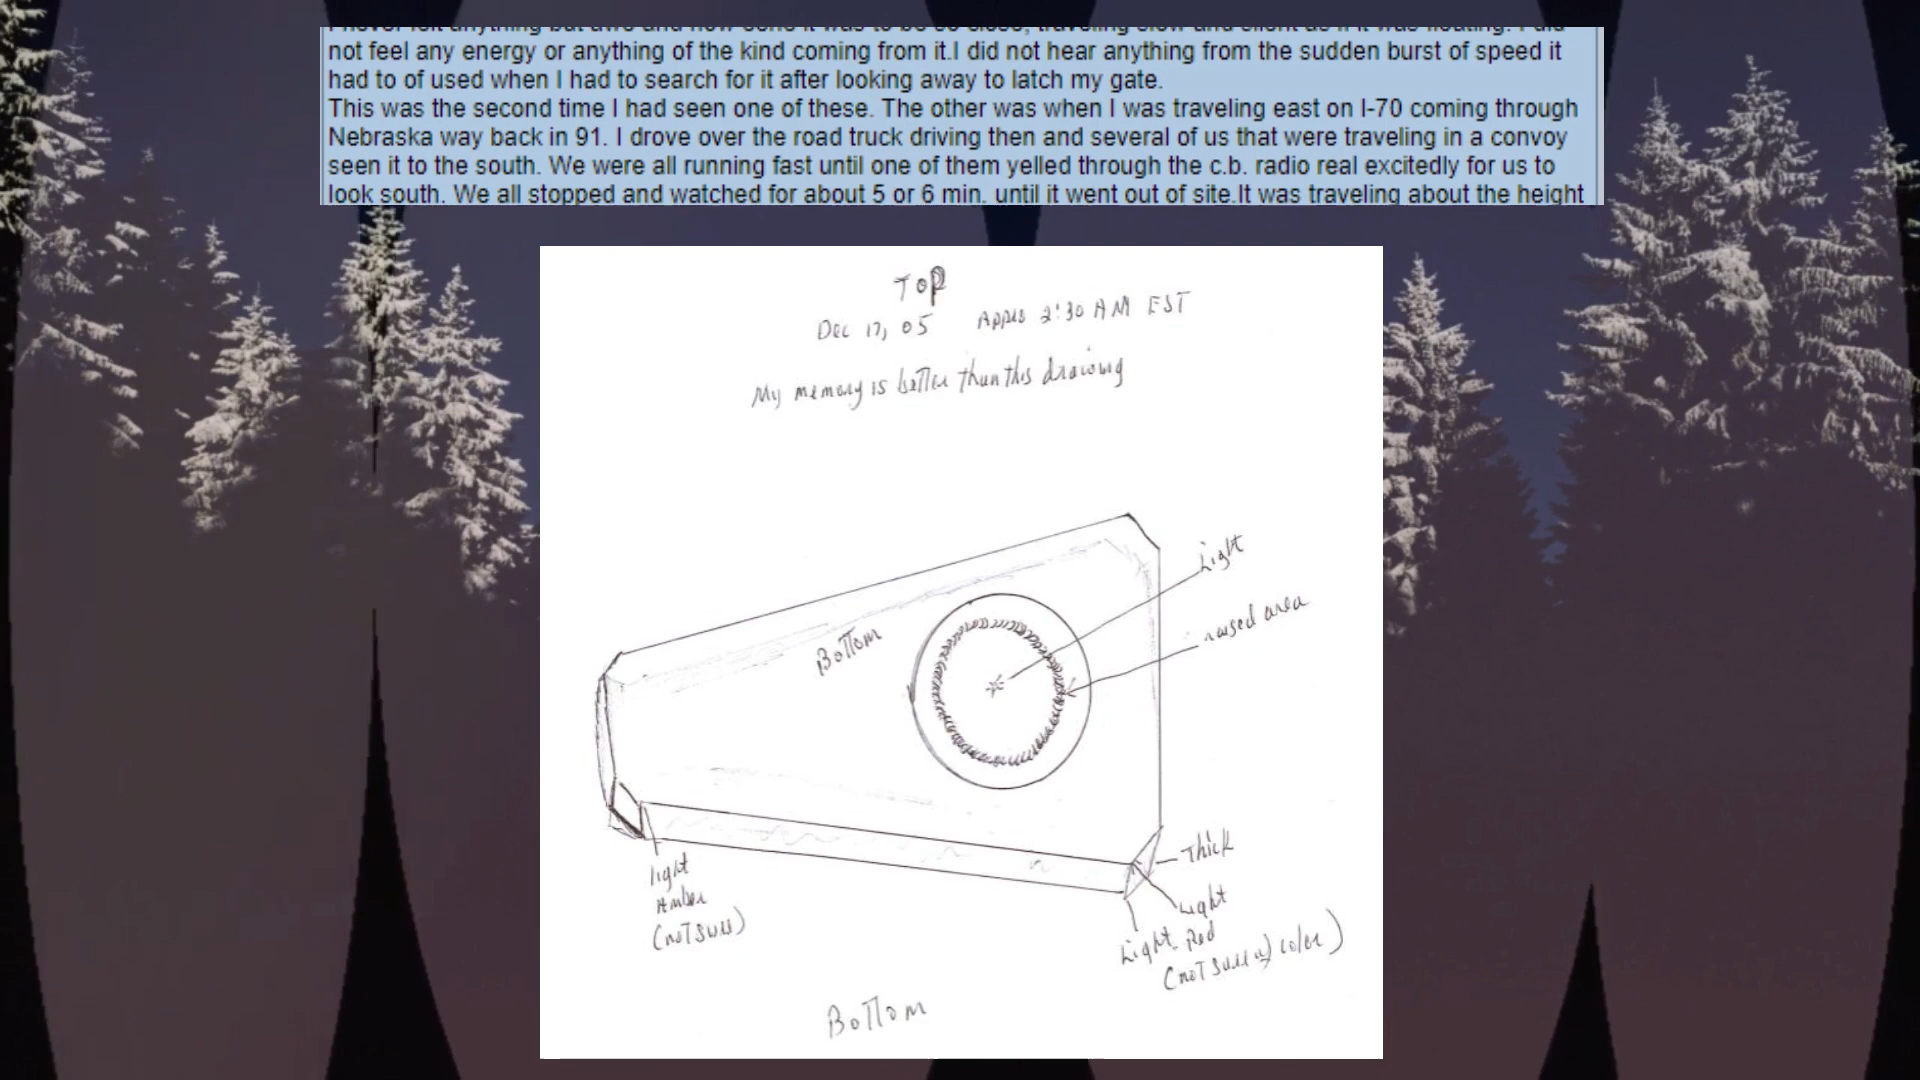 not feel any energy or anything of the kind coming from it.I did not hear anything from the sudden burst of speed it
had to of used when I had to search for it after looking away to latch my gate.
This was the second time I had seen one of these. The other was when I was traveling east on I-70 coming through
Nebraska way back in 91. I drove over the road truck driving then and several of us that were traveling in a convoy
seen it to the south. We were all running fast until one of them yelled through the c.b. radio real excitedly for us to
look south. We all stopped and watched for about 5 or 6 min. until it went out of site.It was traveling about the height
TOP
Dec 17, 05 2:30 AM EST
My memory is better than this drawing
Light
raised area
Bottom
Thick
light
Amber
(not
Light
Light Red
(not color)
Bottom